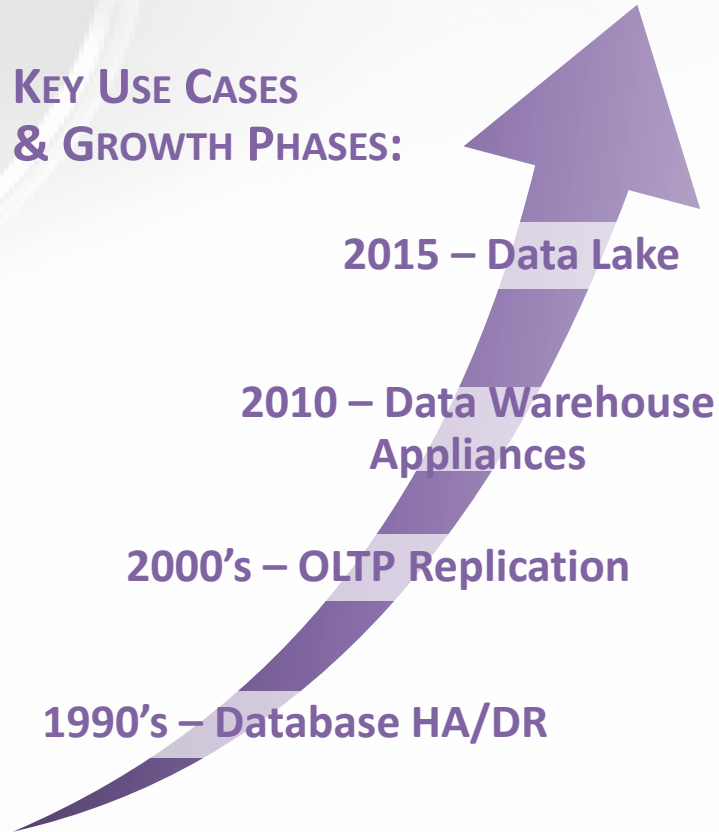 KEY USE CASES
& GROWTH PHASES:
2015 – Data Lake
2010 – Data Warehouse
Appliances
2000’s – OLTP Replication
1990’s – Database HA/DR